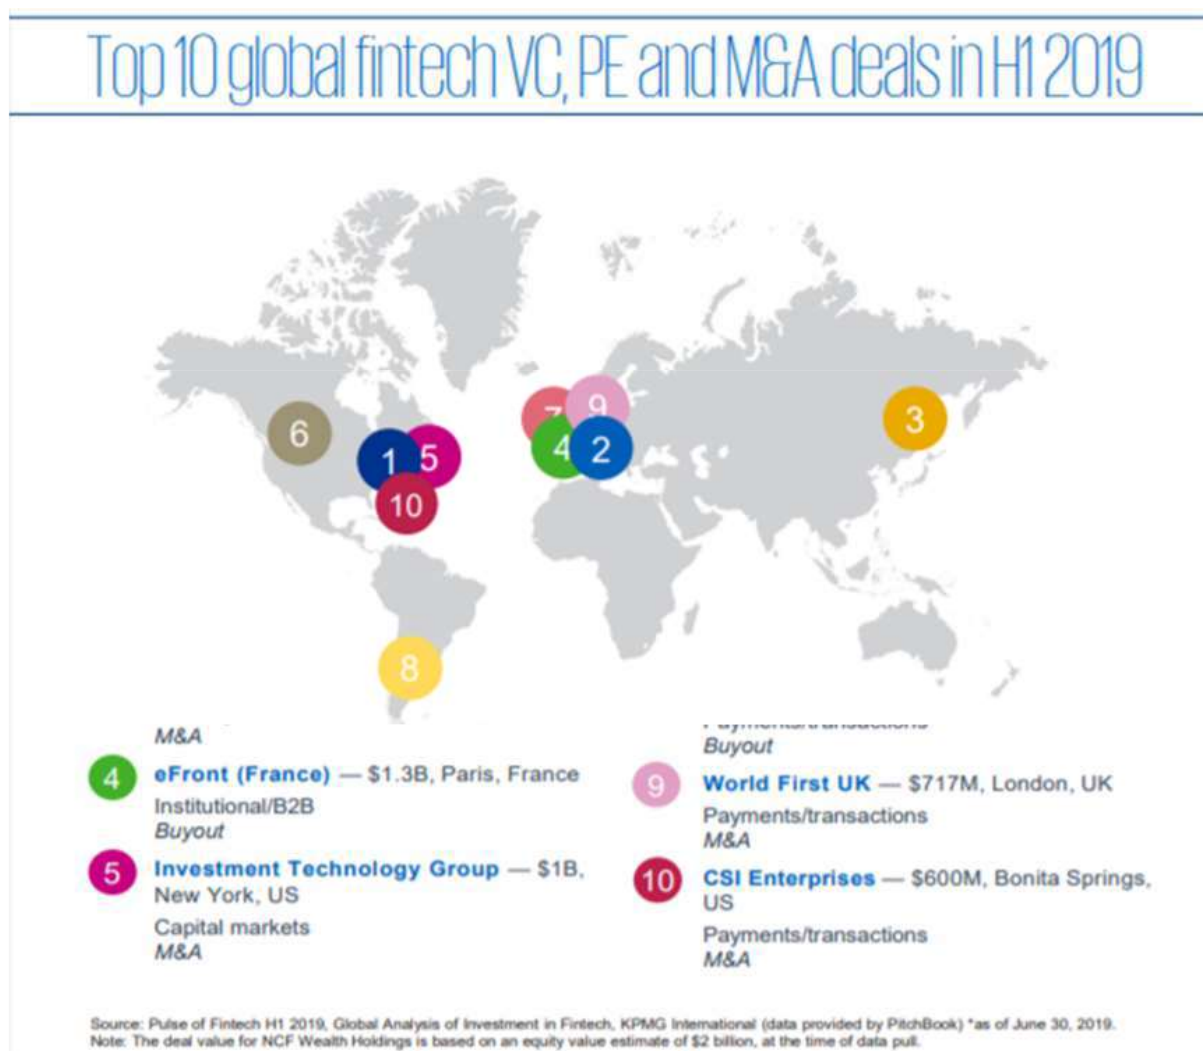 Top 10 global fintech VC, PE and M&A deals in H1 2019
6
1
5
10
7
9
4
2
3
8
M&A
4
eFront (France) — $1.3B, Paris, France
Institutional/B2B
Buyout
5
Investment Technology Group — $1B,
New York, US
Capital markets
M&A
Payments/transactions
Buyout
9
World First UK — $717M, London, UK
Payments/transactions
M&A
10
CSI Enterprises — $600M, Bonita Springs,
US
Payments/transactions
M&A
Source: Pulse of Fintech H1 2019, Global Analysis of Investment in Fintech, KPMG International (data provided by PitchBook) *as of June 30, 2019.
Note: The deal value for NCF Wealth Holdings is based on an equity value estimate of $2 billion, at the time of data pull.